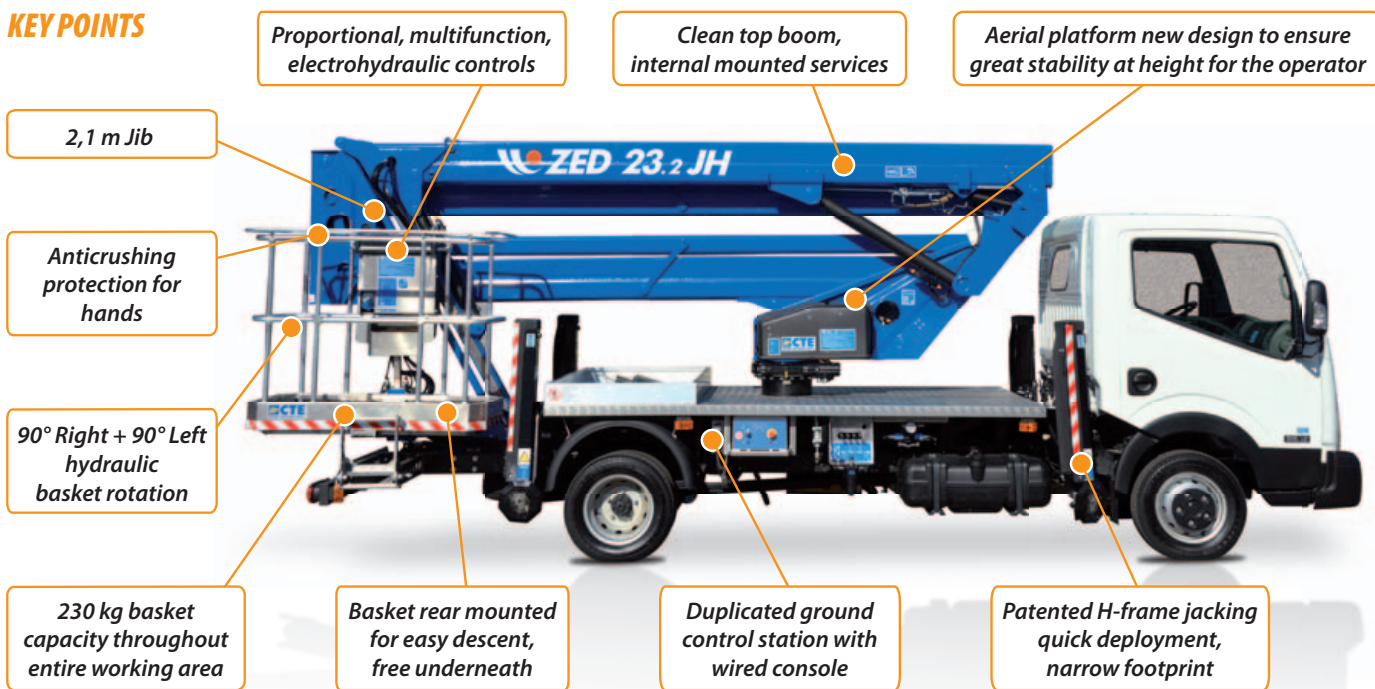 KEY POINTS
Proportional, multifunction,
electrohydraulic controls
Clean top boom,
internal mounted services
Aerial platform new design to ensure
great stability at height for the operator
2,1 m Jib
ZED 23.2 JH
Anticrushing
protection for
hands
CTE
CTE
90° Right + 90° Left
hydraulic
basket rotation
230 kg basket
capacity throughout
entire working area
Basket rear mounted
for easy descent,
free underneath
Duplicated ground
control station with
wired console
Patented H-frame jacking
quick deployment,
narrow footprint